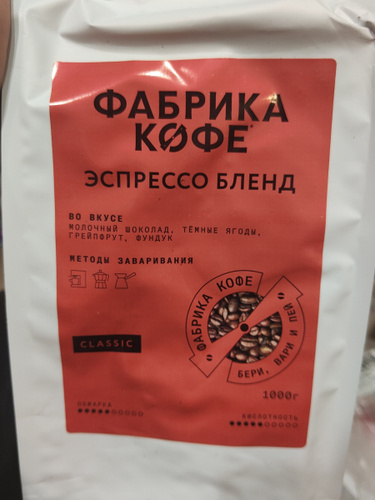 ФАБРИКА
КОФЕ
ЭСПРЕССО БЛЕНД
ВО ВКУСЕ
МОЛОЧНЫЙ ШОКОЛАД, ТЁМНЫЕ ЯГОДЫ,
ГРЕЙПФРУТ, ФУНДУК
МЕТОДЫ ЗАВАРИВАНИЯ
ФАБРИКА КОФЕ
БЕРИ, ВАРИ И ПЕЙ
CLASSIC
1000г
ОБЖАРКА
КИСЛОТНОСТЬ